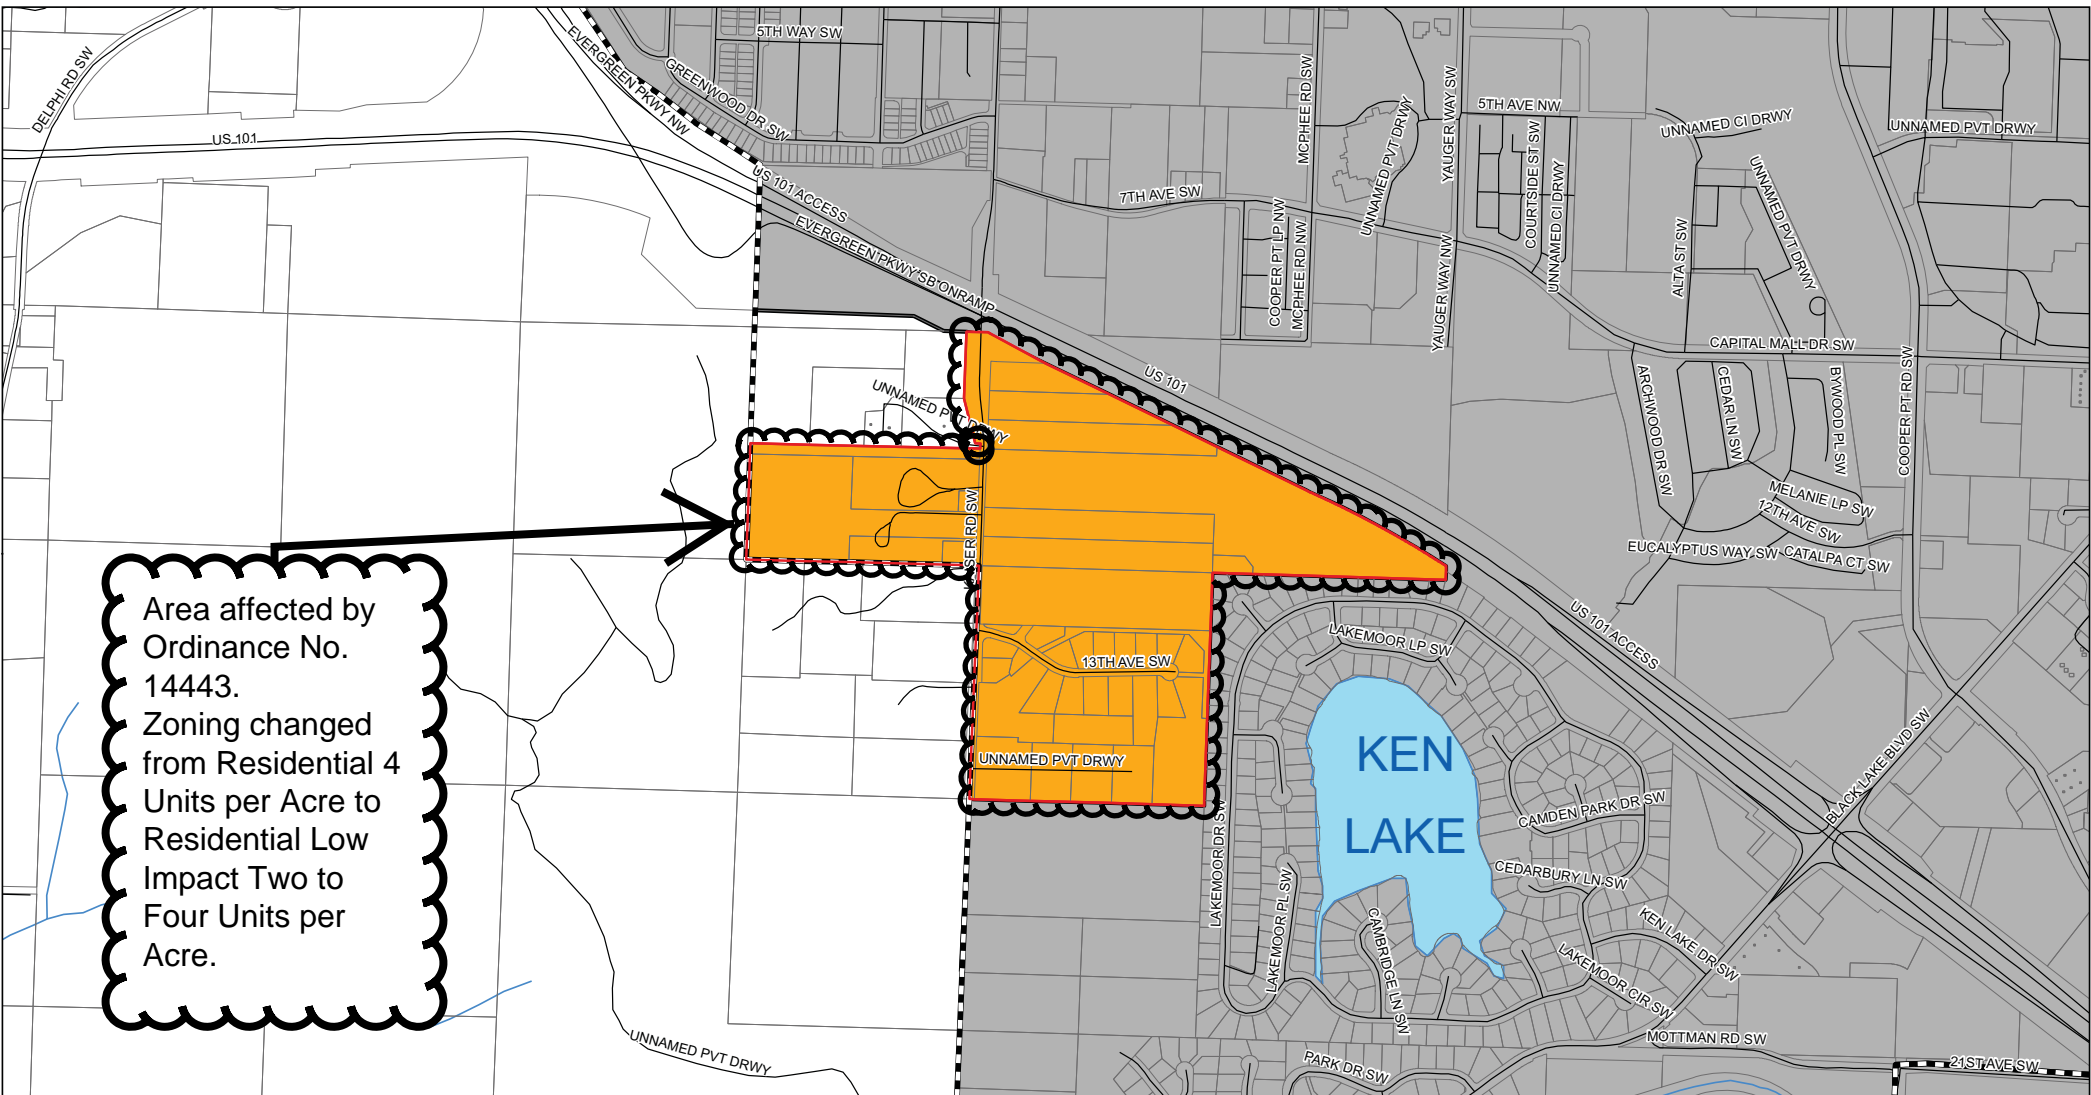 5TH WAY SW
EVERGREEN PKWY NW
GREENWOOD DR SW
DELPHI RD SW
US 101
US 101 ACCESS
EVERGREEN PKWY SB ONRAMP
7TH AVE SW
MCPHEE RD SW
UNNAMED PVT DRWY
YAUGER WAY SW
5TH AVE NW
COURTSIDE ST SW
UNNAMED CI DRWY
UNNAMED CI DRWY
UNNAMED PVT DRWY
UNNAMED PVT DRWY
ALTA ST SW
COOPER PT LP NW
MCPHEE RD NW
YAUGER WAY NW
CAPITAL MALL DR SW
US 101
UNNAMED PVT DRWY
ARCHWOOD DR SW
CEDAR LN SW
BYWOOD PL SW
COOPER PT RD SW
MELANIE LP SW
12TH AVE SW
EUCALYPTUS WAY SW
CATALPA CT SW
SER RD SW
Area affected by
Ordinance No.
14443.
Zoning changed
from Residential 4
Units per Acre to
Residential Low
Impact Two to
Four Units per
Acre.
US 101 ACCESS
LAKEMOOR LP SW
13TH AVE SW
UNNAMED PVT DRWY
KEN
LAKE
BLACK LAKE BLVD SW
CAMDEN PARK DR SW
CEDARBURY LN SW
LAKEMOOR DR SW
LAKEMOOR PL SW
CAMBRIDGE LN SW
KEN LAKE DR SW
LAKEMOOR CIR SW
MOTTMAN RD SW
UNNAMED PVT DRWY
PARK DR SW
21ST AVE SW